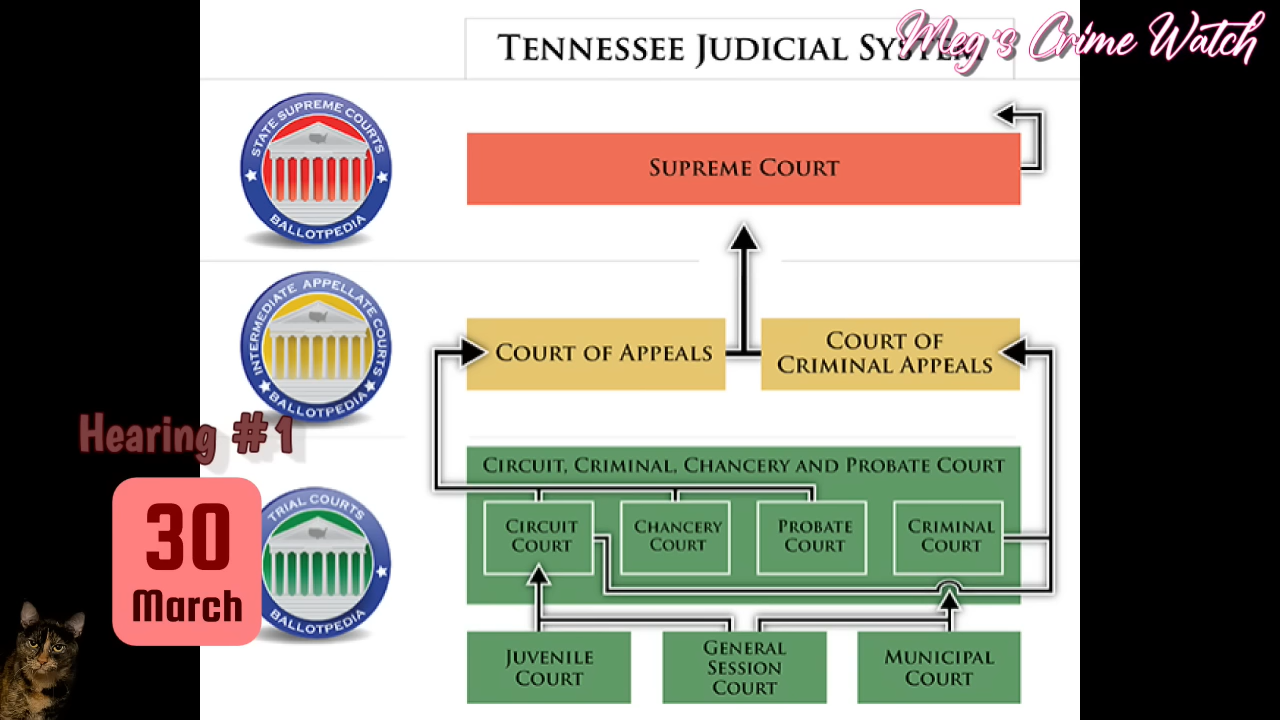 TENNESSEE JUDICIAL SYSTEM
Meg's Crime Watch
STATE SUPREME COURTS
BALLOTPEDIA
SUPREME COURT
INTERMEDIATE APPELLATE COURTS
BALLOTPEDIA
COURT OF APPEALS
COURT OF
CRIMINAL APPEALS
Hearing #1
30
March
TRIAL COURTS
BALLOTPEDIA
CIRCUIT, CRIMINAL, CHANCERY AND PROBATE COURT
CIRCUIT
COURT
CHANCERY
COURT
PROBATE
COURT
CRIMINAL
COURT
JUVENILE
COURT
GENERAL
SESSION
COURT
MUNICIPAL
COURT